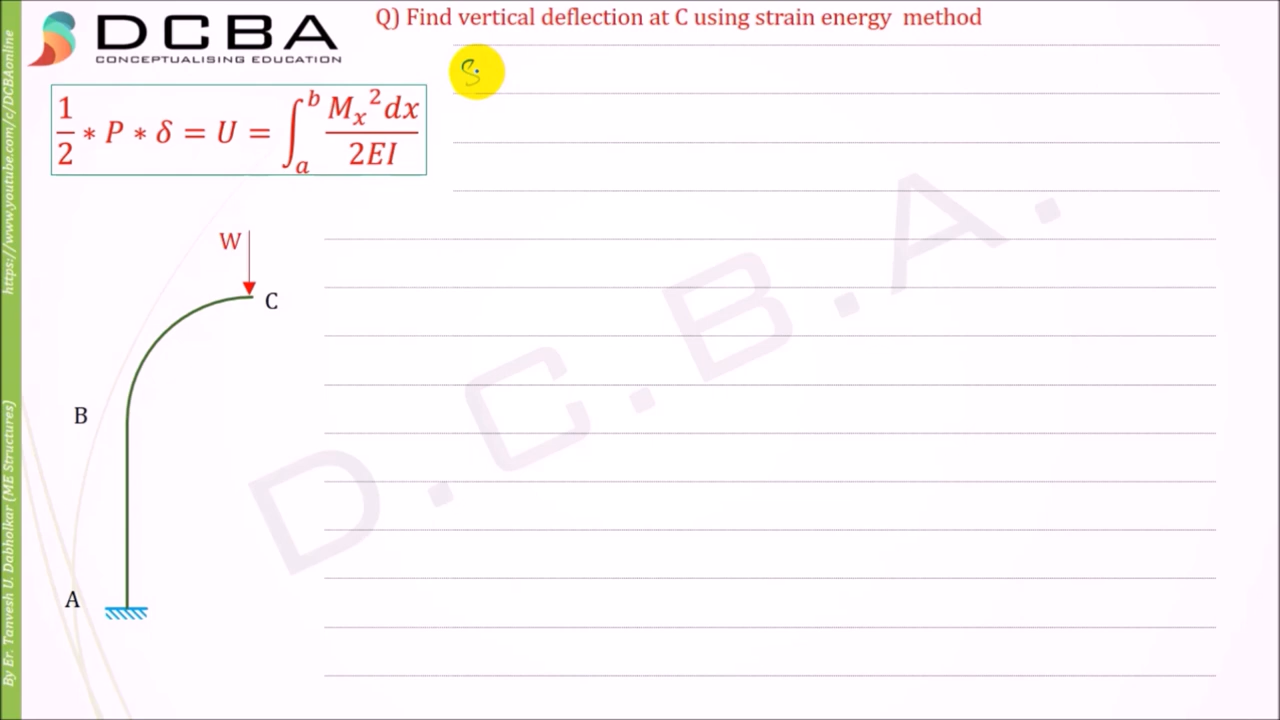 Q) Find vertical deflection at C using strain energy method
DCBA
CONCEPTUALISING EDUCATION
S.
1/2 * P * δ = U = ∫_a^b M_x^2 dx / 2EI
W
C
B
A
D.C.B.A.
https://www.youtube.com/c/DCBAonline
By Er. Tanvesh U. Dabholkar (ME Structures)